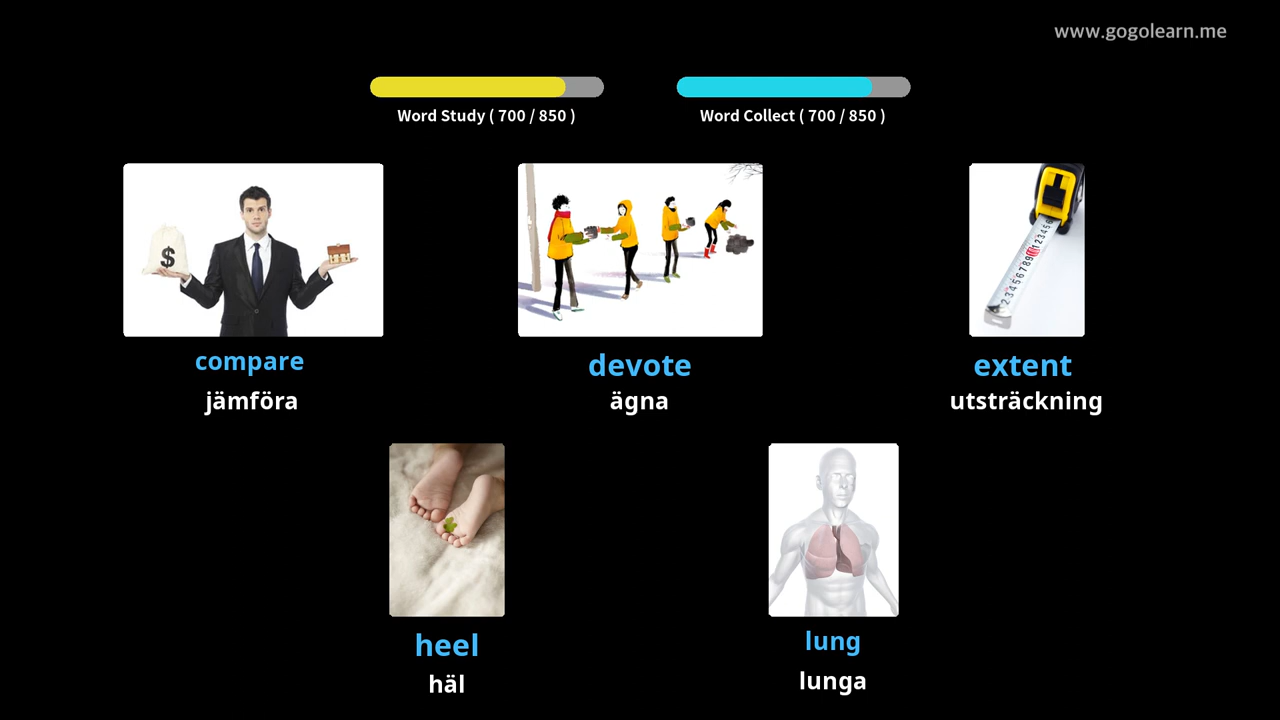 www.gogolearn.me
Word Study ( 700 / 850 )
Word Collect ( 700 / 850 )
$
compare
jämföra
devote
ägna
extent
utsträckning
heel
häl
lung
lunga